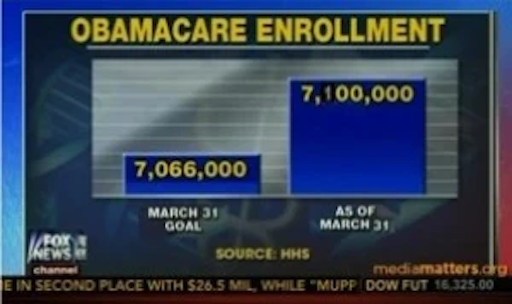 OBAMACARE ENROLLMENT
7,100,000
7,066,000
MARCH 31
GOAL
AS OF
MARCH 31
SOURCE: HHS
FOX
NEWS
channel
mediamatters.org
E IN SECOND PLACE WITH $26.5 MIL, WHILE "MUPP
DOW FUT 16,325.00